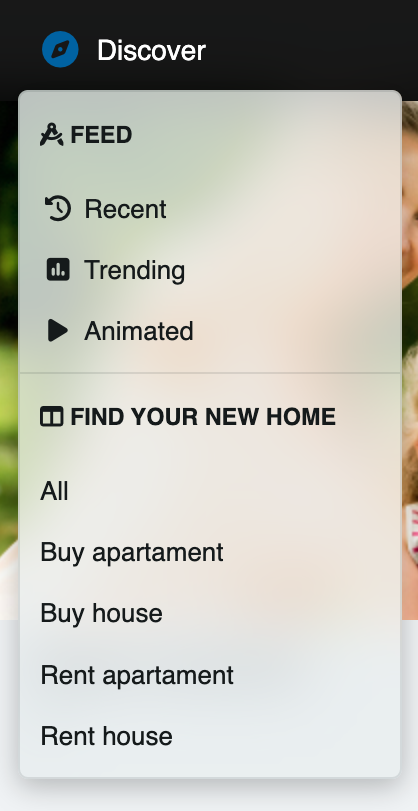 Discover
FEED
Recent
Trending
Animated
FIND YOUR NEW HOME
All
Buy apartament
Buy house
Rent apartament
Rent house